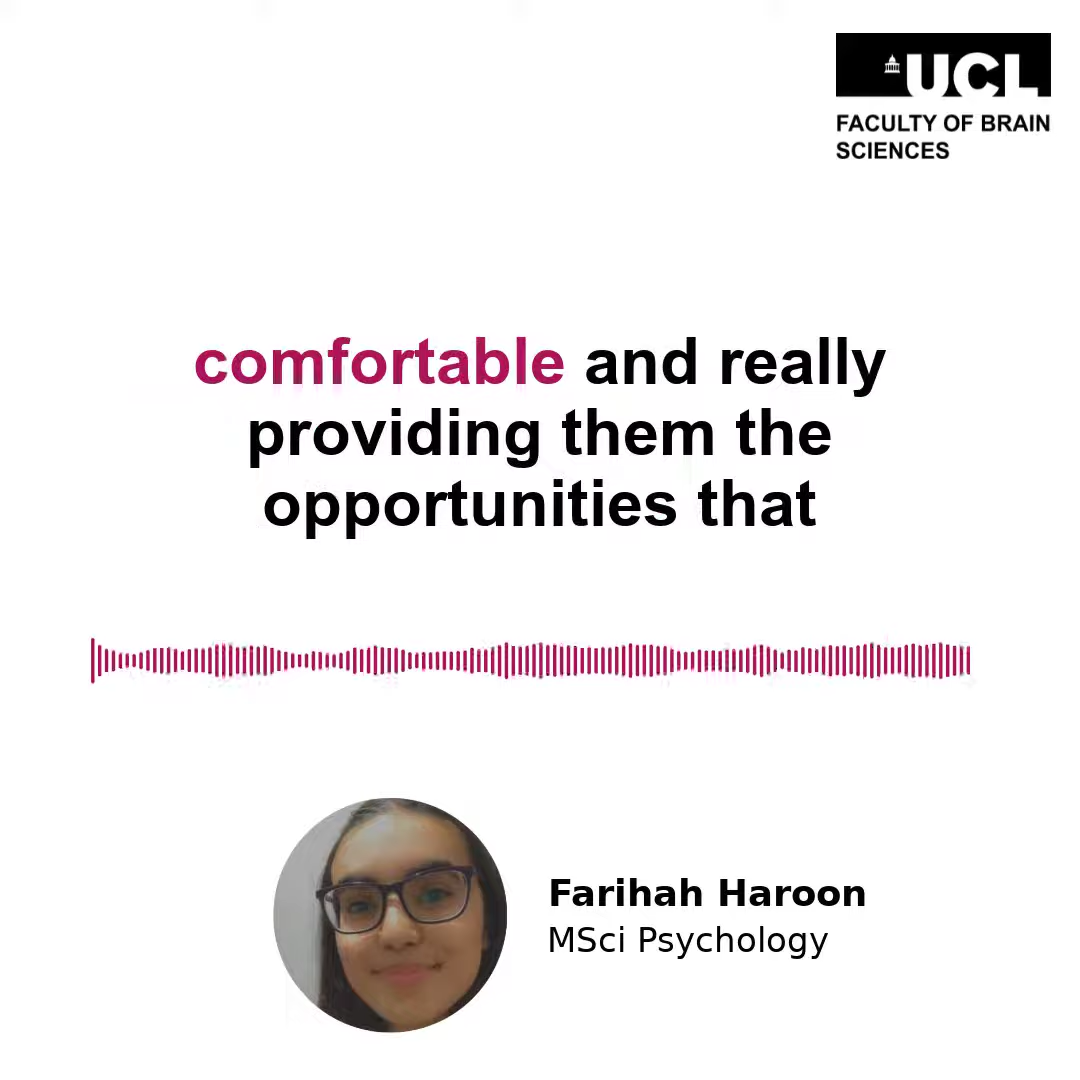 UCL
FACULTY OF BRAIN
SCIENCES
comfortable and really
providing them the
opportunities that
Farihah Haroon
MSci Psychology